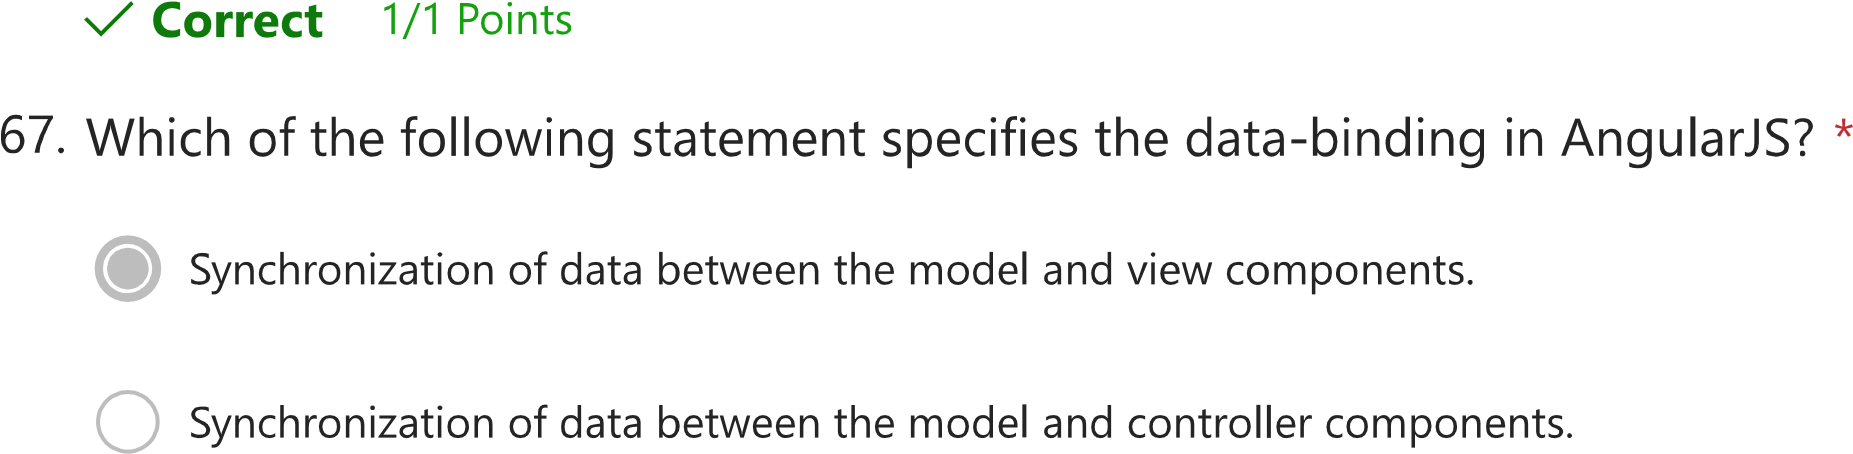 Correct 1/1 Points
67. Which of the following statement specifies the data-binding in AngularJS? *
Synchronization of data between the model and view components.
Synchronization of data between the model and controller components.